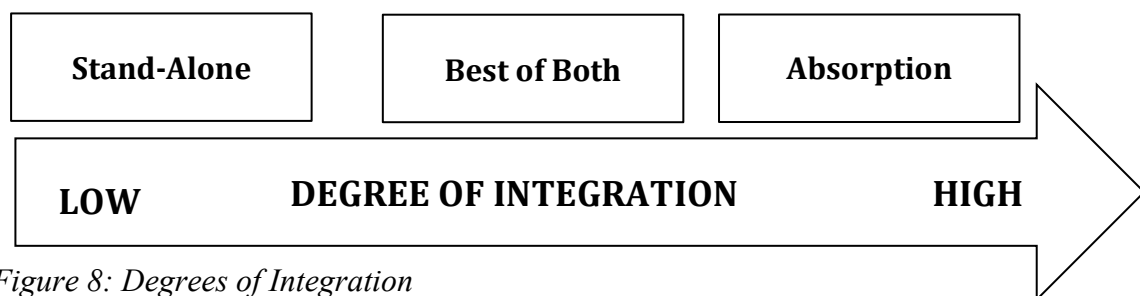 Stand-Alone
Best of Both
Absorption
LOW
DEGREE OF INTEGRATION
HIGH
Figure 8: Degrees of Integration